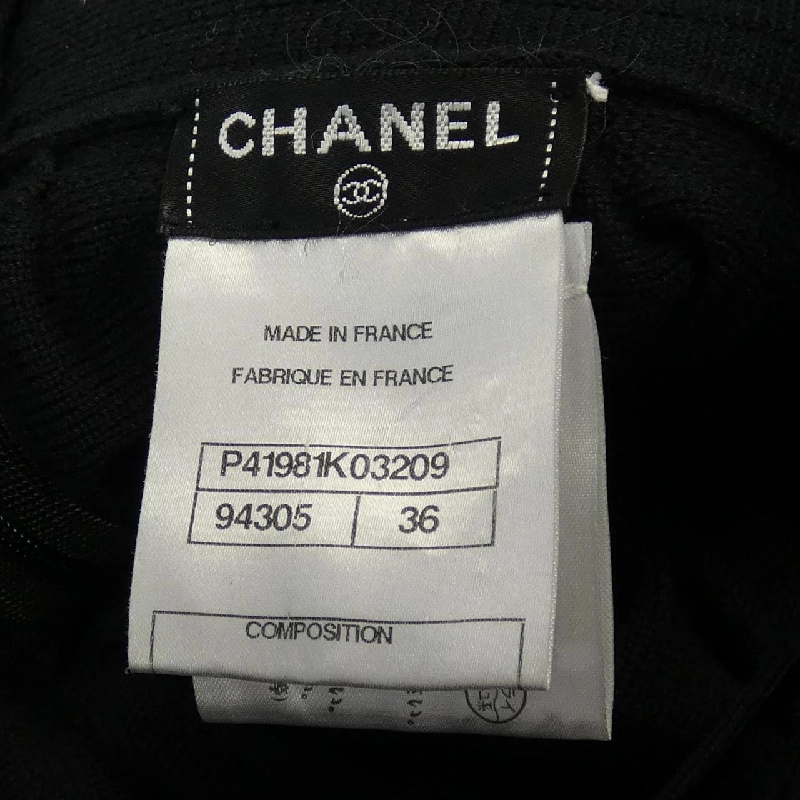 CHANEL
MADE IN FRANCE
FABRIQUE EN FRANCE
P41981K03209
94305 36
COMPOSITION